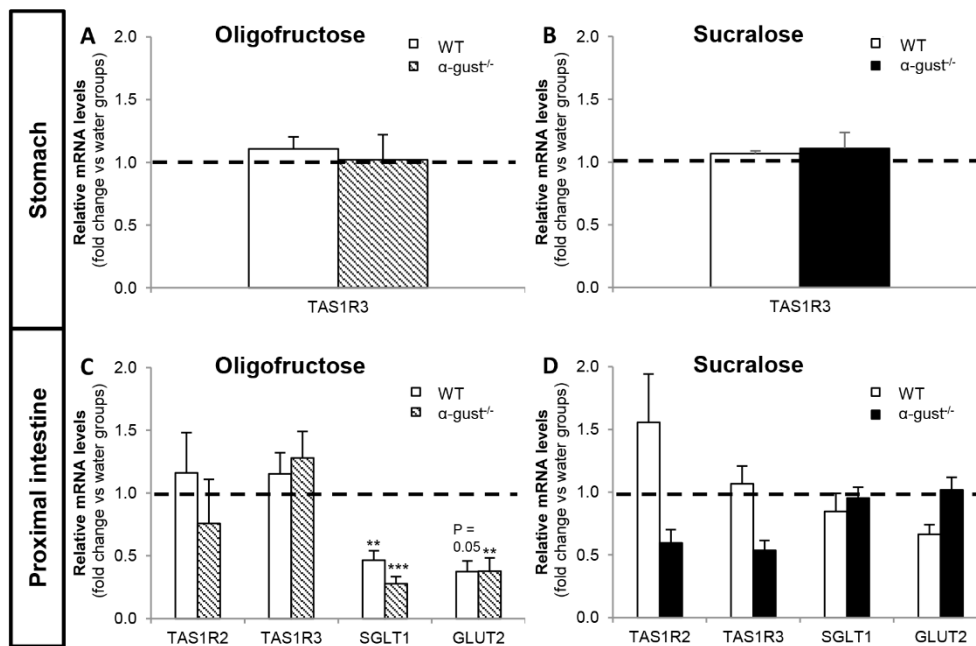 Stomach
A
Oligofructose
Relative mRNA levels
(fold change vs water groups)
2.0
1.5
1.0
0.5
0.0
WT
α-gust-/-
TAS1R3
B
Sucralose
Relative mRNA levels
(fold change vs water groups)
2.0
1.5
1.0
0.5
0.0
WT
α-gust-/-
TAS1R3
Proximal intestine
C
Oligofructose
Relative mRNA levels
(fold change vs water groups)
2.0
1.5
1.0
0.5
0.0
WT
α-gust-/-
**
***
P =
0.05
**
TAS1R2 TAS1R3 SGLT1 GLUT2
D
Sucralose
Relative mRNA levels
(fold change vs water groups)
2.0
1.5
1.0
0.5
0.0
WT
α-gust-/-
TAS1R2 TAS1R3 SGLT1 GLUT2